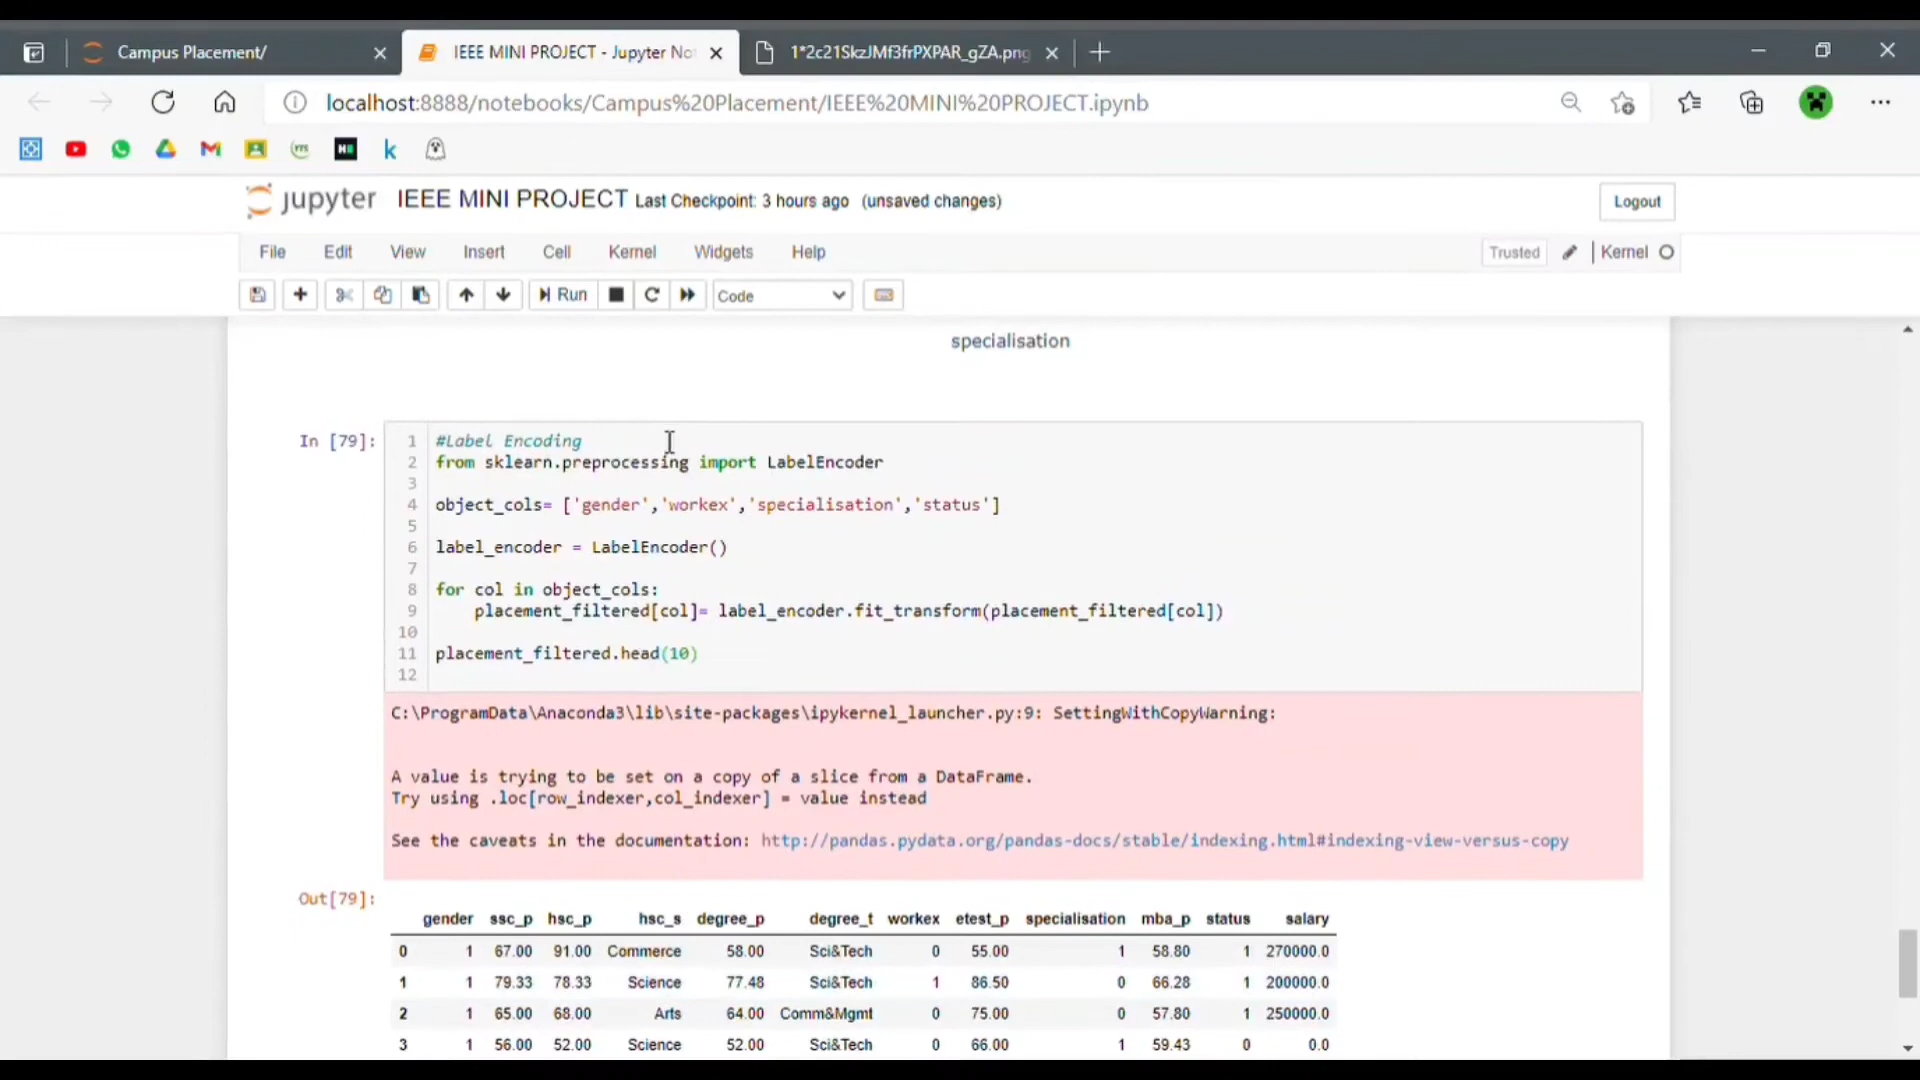 Campus Placement/
IEEE MINI PROJECT - Jupyter No
1*2c21SkzJMf3frPXPAR_gZA.png
localhost:8888/notebooks/Campus%20Placement/IEEE%20MINI%20PROJECT.ipynb
jupyter IEEE MINI PROJECT Last Checkpoint: 3 hours ago (unsaved changes)
Logout
File Edit View Insert Cell Kernel Widgets Help
Trusted Kernel
Run Code
specialisation
In [79]:
1 #Label Encoding
2 from sklearn.preprocessing import LabelEncoder
3
4 object_cols= ['gender','workex','specialisation','status']
5
6 label_encoder = LabelEncoder()
7
8 for col in object_cols:
9 placement_filtered[col]= label_encoder.fit_transform(placement_filtered[col])
10
11 placement_filtered.head(10)
12
C:\ProgramData\Anaconda3\lib\site-packages\ipykernel_launcher.py:9: SettingWithCopyWarning:
A value is trying to be set on a copy of a slice from a DataFrame.
Try using .loc[row_indexer,col_indexer] = value instead
See the caveats in the documentation: http://pandas.pydata.org/pandas-docs/stable/indexing.html#indexing-view-versus-copy
Out[79]:
gender ssc_p hsc_p hsc_s degree_p degree_t workex etest_p specialisation mba_p status salary
0 1 67.00 91.00 Commerce 58.00 Sci&Tech 0 55.00 1 58.80 1 270000.0
1 1 79.33 78.33 Science 77.48 Sci&Tech 1 86.50 0 66.28 1 200000.0
2 1 65.00 68.00 Arts 64.00 Comm&Mgmt 0 75.00 0 57.80 1 250000.0
3 1 56.00 52.00 Science 52.00 Sci&Tech 0 66.00 1 59.43 0 0.0